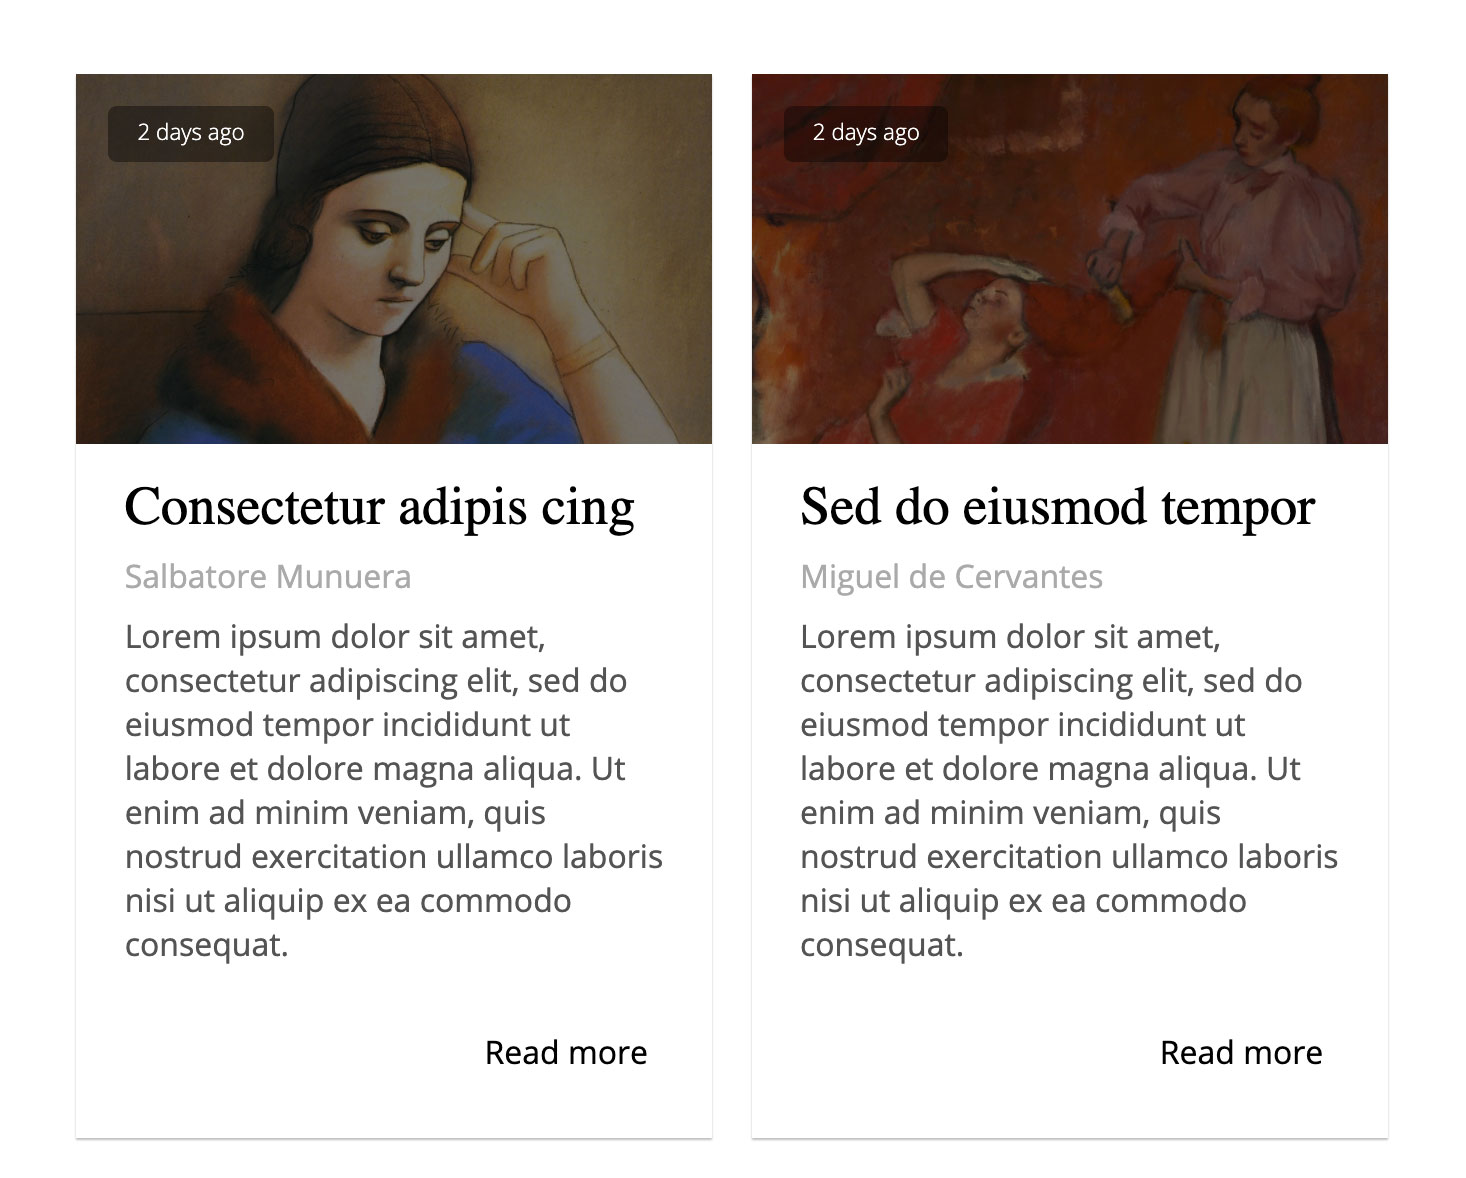 2 days ago
Consectetur adipis cing
Salbatore Munuera
Lorem ipsum dolor sit amet,
consectetur adipiscing elit, sed do
eiusmod tempor incididunt ut
labore et dolore magna aliqua. Ut
enim ad minim veniam, quis
nostrud exercitation ullamco laboris
nisi ut aliquip ex ea commodo
consequat.
Read more
2 days ago
Sed do eiusmod tempor
Miguel de Cervantes
Lorem ipsum dolor sit amet,
consectetur adipiscing elit, sed do
eiusmod tempor incididunt ut
labore et dolore magna aliqua. Ut
enim ad minim veniam, quis
nostrud exercitation ullamco laboris
nisi ut aliquip ex ea commodo
consequat.
Read more